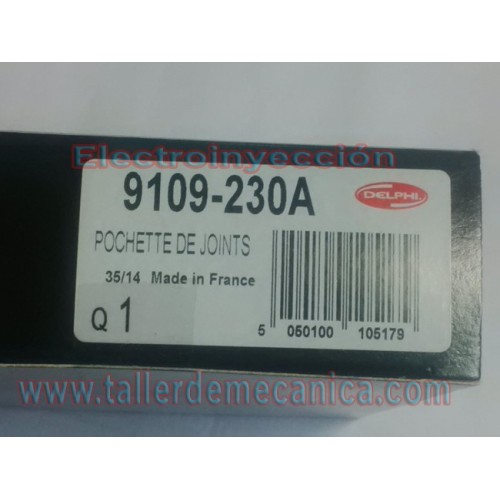 Electroinyección
9109-230A
DELPHI
POCHETTE DE JOINTS
35/14 Made in France
Q 1
5 050100 105179
www.tallerdemecanica.com